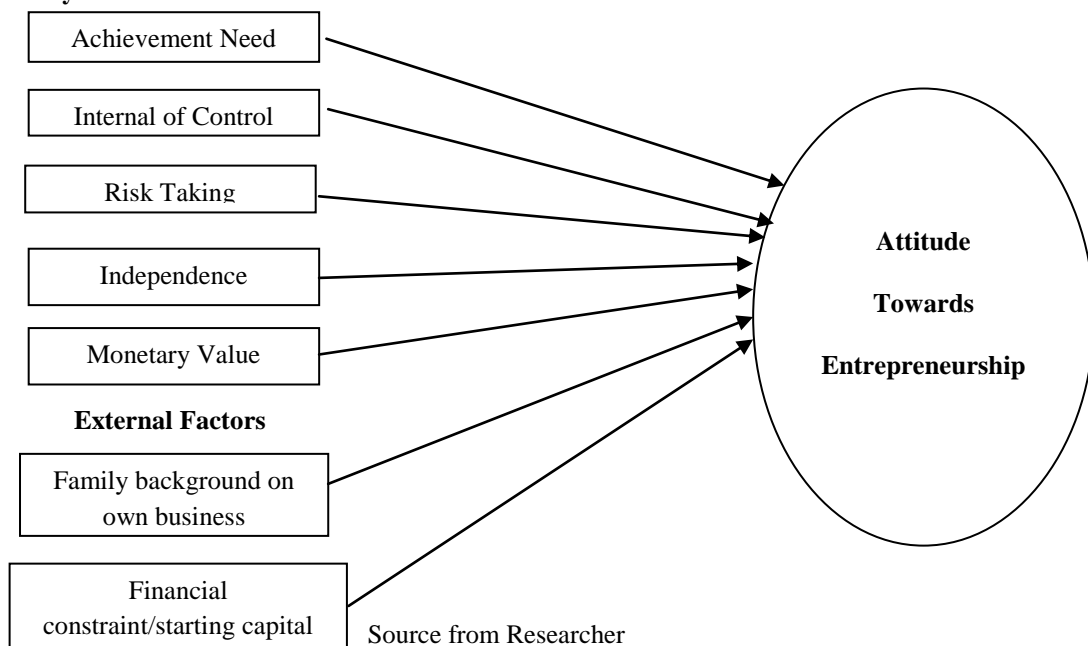 Achievement Need
Internal of Control
Risk Taking
Independence
Monetary Value
External Factors
Family background on
own business
Financial
constraint/starting capital
Source from Researcher
Attitude
Towards
Entrepreneurship